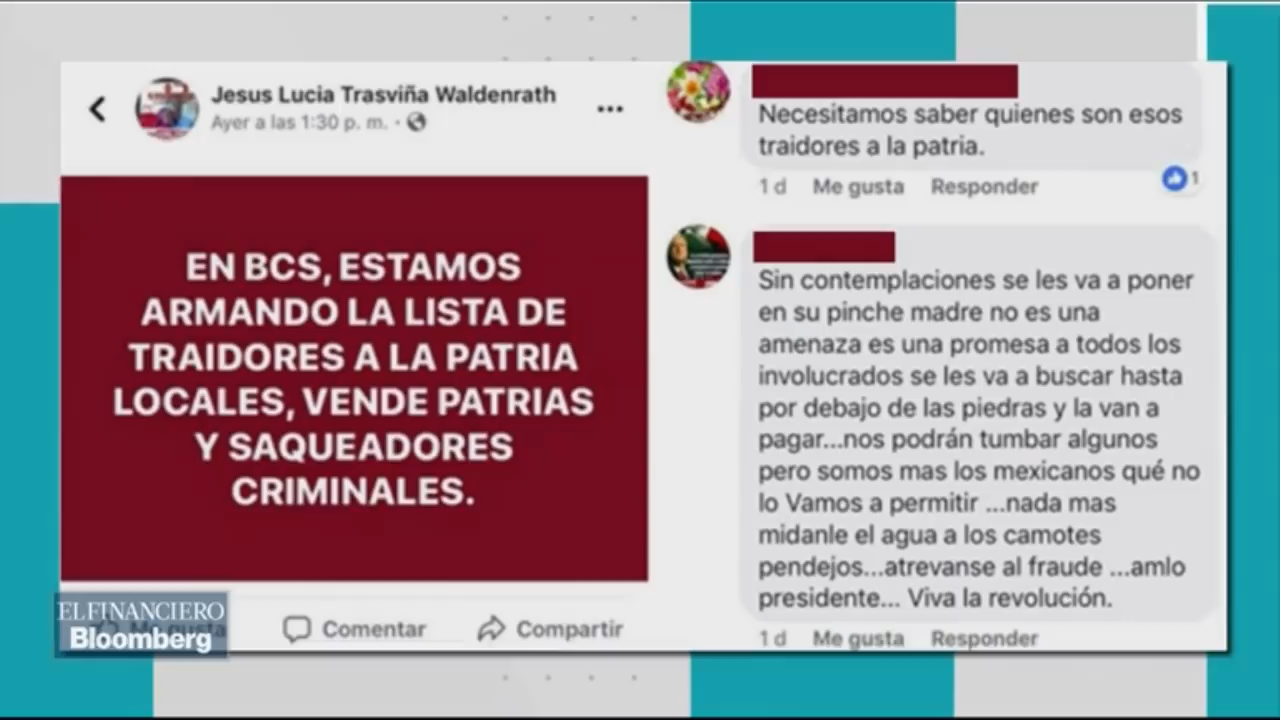 Jesus Lucia Trasviña Waldenrath
Ayer a las 1:30 p. m. ·
EN BCS, ESTAMOS
ARMANDO LA LISTA DE
TRAIDORES A LA PATRIA
LOCALES, VENDE PATRIAS
Y SAQUEADORES
CRIMINALES.
Me gusta
Comentar
Compartir
EL FINANCIERO
Bloomberg
Necesitamos saber quienes son esos
traidores a la patria.
1 d Me gusta Responder
1
Sin contemplaciones se les va a poner
en su pinche madre no es una
amenaza es una promesa a todos los
involucrados se les va a buscar hasta
por debajo de las piedras y la van a
pagar...nos podrán tumbar algunos
pero somos mas los mexicanos qué no
lo Vamos a permitir ...nada mas
midanle el agua a los camotes
pendejos...atrevanse al fraude ...amlo
presidente... Viva la revolución.
1 d Me gusta Responder